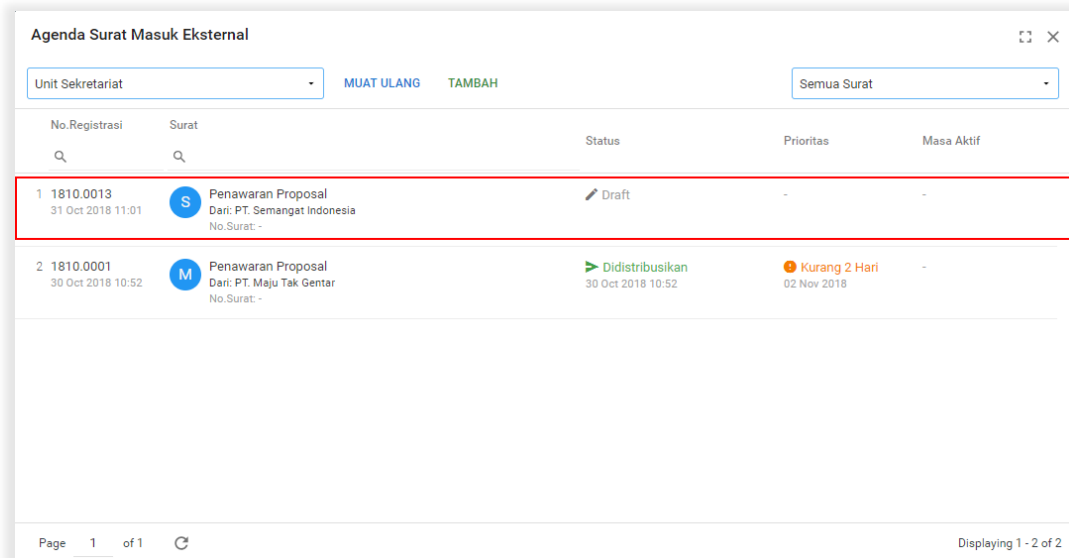 Agenda Surat Masuk Eksternal
Unit Sekretariat MUAT ULANG TAMBAH Semua Surat
No.Registrasi Surat Status Prioritas Masa Aktif
1 1810.0013 S Penawaran Proposal Draft - -
31 Oct 2018 11:01 Dari: PT. Semangat Indonesia
No.Surat: -
2 1810.0001 M Penawaran Proposal Didistribusikan Kurang 2 Hari -
30 Oct 2018 10:52 Dari: PT. Maju Tak Gentar 30 Oct 2018 10:52 02 Nov 2018
No.Surat: -
Page 1 of 1 Displaying 1 - 2 of 2